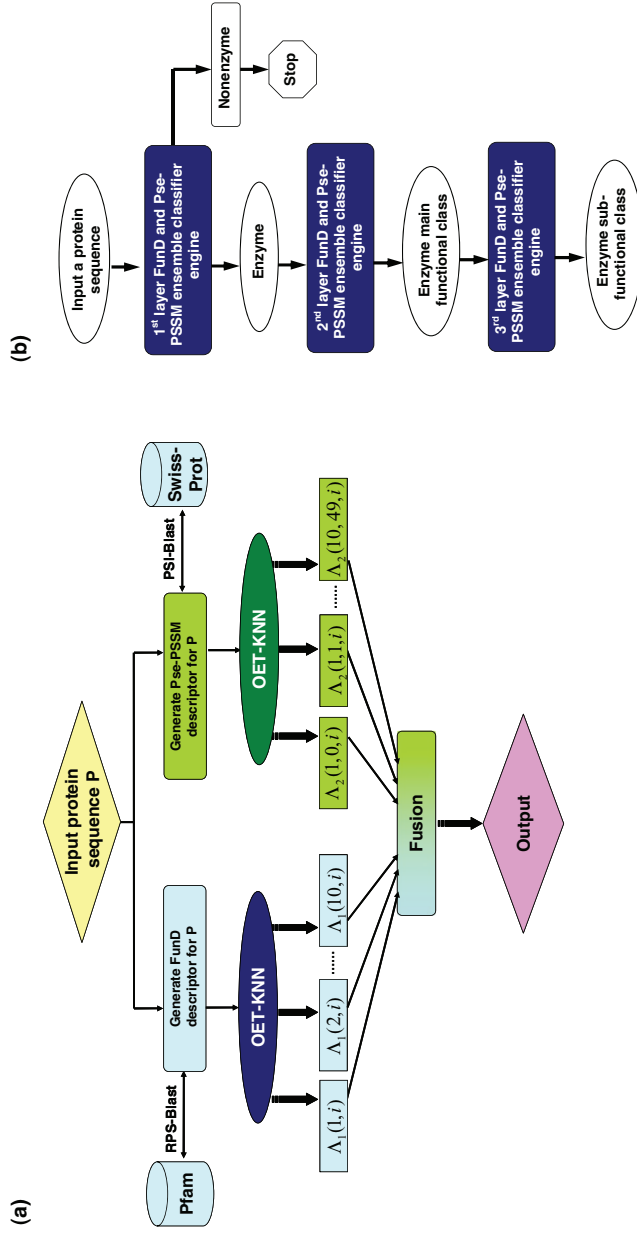 (a)
Input protein
sequence P
Pfam
RPS-Blast
Generate FunD
descriptor for P
Generate Pse-PSSM
descriptor for P
PSI-Blast
Swiss-
Prot
OET-KNN
OET-KNN
Λ₁(1,i)
Λ₁(2,i)
........
Λ₁(10,i)
Λ₂(1,0,i)
Λ₂(1,1,i)
........
Λ₂(10,49,i)
Fusion
Output
(b)
Input a protein
sequence
1st layer FunD and Pse-
PSSM ensemble classifier
engine
Nonenzyme
Stop
Enzyme
2nd layer FunD and Pse-
PSSM ensemble classifier
engine
Enzyme main
functional class
3rd layer FunD and Pse-
PSSM ensemble classifier
engine
Enzyme sub-
functional class